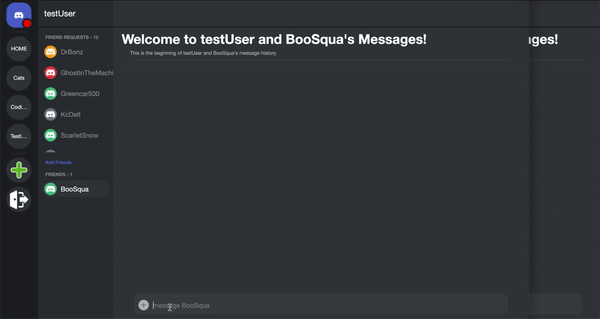 testUser
HOME
Cats
Codi...
Testi...
FRIEND REQUESTS - 12
DrBonz
GhostInTheMachi
Greencar500
KcDelt
ScarletSnow
Add Friends
FRIENDS - 1
BooSqua
Welcome to testUser and BooSqua's Messages!
This is the beginning of testUser and BooSqua's message history.
nges!
message BooSqua